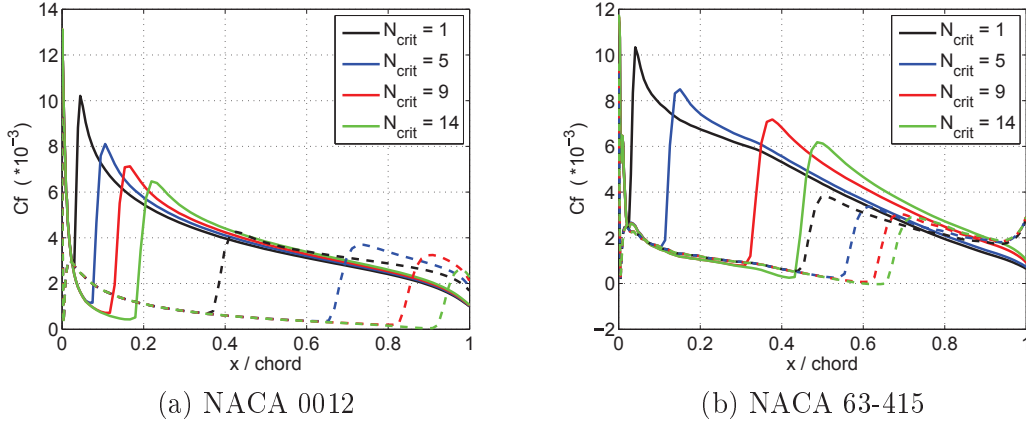 14
12
10
8
6
4
2
0
Cf ( *10⁻³)
0 0.2 0.4 0.6 0.8 1
x / chord
N_crit = 1
N_crit = 5
N_crit = 9
N_crit = 14
(a) NACA 0012
12
10
8
6
4
2
0
−2
Cf ( *10⁻³)
0 0.2 0.4 0.6 0.8 1
x / chord
N_crit = 1
N_crit = 5
N_crit = 9
N_crit = 14
(b) NACA 63-415